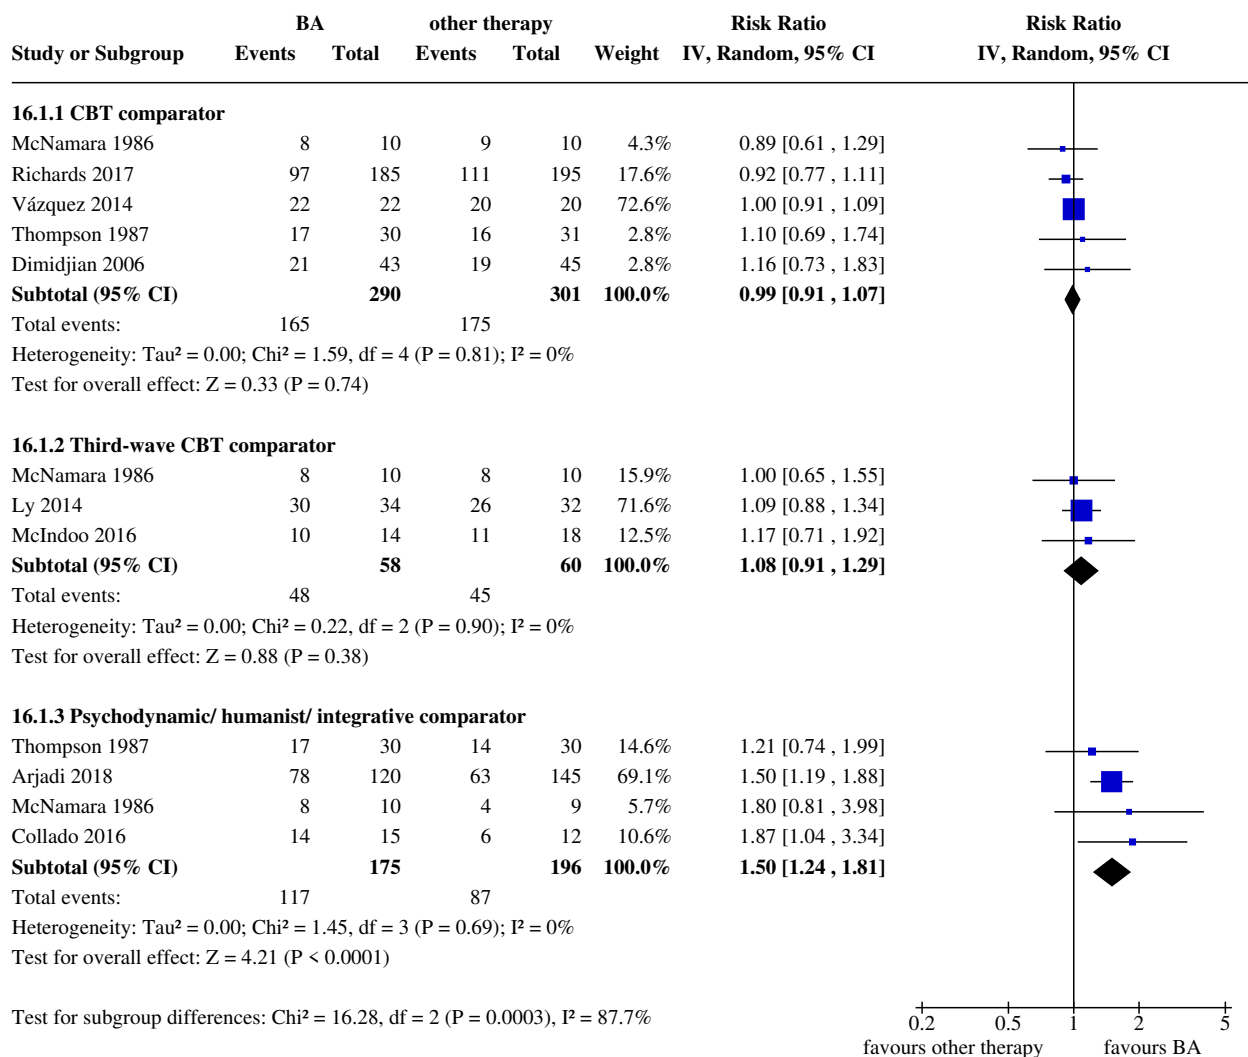 BA other therapy Risk Ratio Risk Ratio
Study or Subgroup Events Total Events Total Weight IV, Random, 95% CI IV, Random, 95% CI
16.1.1 CBT comparator
McNamara 1986 8 10 9 10 4.3% 0.89 [0.61 , 1.29]
Richards 2017 97 185 111 195 17.6% 0.92 [0.77 , 1.11]
Vázquez 2014 22 22 20 20 72.6% 1.00 [0.91 , 1.09]
Thompson 1987 17 30 16 31 2.8% 1.10 [0.69 , 1.74]
Dimidjian 2006 21 43 19 45 2.8% 1.16 [0.73 , 1.83]
Subtotal (95% CI) 290 301 100.0% 0.99 [0.91 , 1.07]
Total events: 165 175
Heterogeneity: Tau² = 0.00; Chi² = 1.59, df = 4 (P = 0.81); I² = 0%
Test for overall effect: Z = 0.33 (P = 0.74)
16.1.2 Third-wave CBT comparator
McNamara 1986 8 10 8 10 15.9% 1.00 [0.65 , 1.55]
Ly 2014 30 34 26 32 71.6% 1.09 [0.88 , 1.34]
McIndoo 2016 10 14 11 18 12.5% 1.17 [0.71 , 1.92]
Subtotal (95% CI) 58 60 100.0% 1.08 [0.91 , 1.29]
Total events: 48 45
Heterogeneity: Tau² = 0.00; Chi² = 0.22, df = 2 (P = 0.90); I² = 0%
Test for overall effect: Z = 0.88 (P = 0.38)
16.1.3 Psychodynamic/ humanist/ integrative comparator
Thompson 1987 17 30 14 30 14.6% 1.21 [0.74 , 1.99]
Arjadi 2018 78 120 63 145 69.1% 1.50 [1.19 , 1.88]
McNamara 1986 8 10 4 9 5.7% 1.80 [0.81 , 3.98]
Collado 2016 14 15 6 12 10.6% 1.87 [1.04 , 3.34]
Subtotal (95% CI) 175 196 100.0% 1.50 [1.24 , 1.81]
Total events: 117 87
Heterogeneity: Tau² = 0.00; Chi² = 1.45, df = 3 (P = 0.69); I² = 0%
Test for overall effect: Z = 4.21 (P < 0.0001)
Test for subgroup differences: Chi² = 16.28, df = 2 (P = 0.0003), I² = 87.7%
0.2 0.5 1 2 5
favours other therapy favours BA